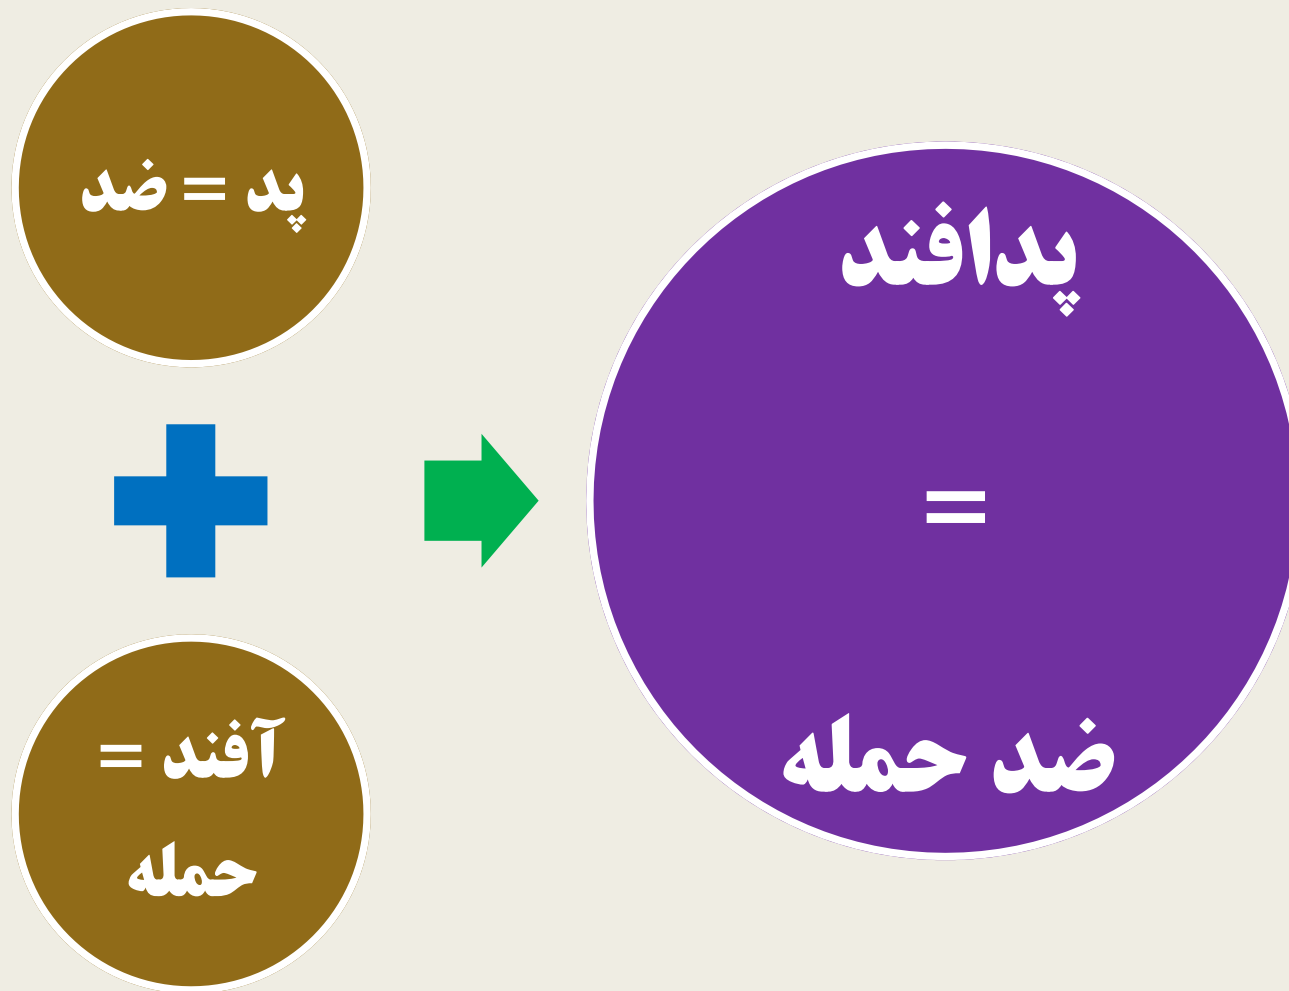 پد = ضد
آفند =
حمله
پدافند
=
ضد حمله